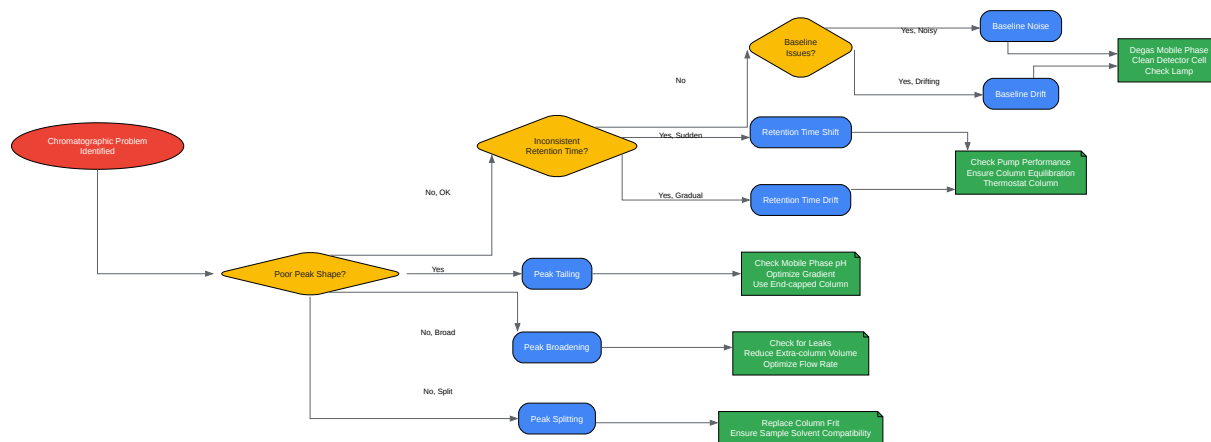 Baseline
Issues?
Yes, Noisy
Baseline Noise
Degas Mobile Phase
Clean Detector Cell
Check Lamp
No
Yes, Drifting
Baseline Drift
Chromatographic Problem
Identified
Inconsistent
Retention Time?
Yes, Sudden
Retention Time Shift
Check Pump Performance
Ensure Column Equilibration
Thermostat Column
No, OK
Yes, Gradual
Retention Time Drift
Poor Peak Shape?
Yes
Peak Tailing
Check Mobile Phase pH
Optimize Gradient
Use End-capped Column
No, Broad
Peak Broadening
Check for Leaks
Reduce Extra-column Volume
Optimize Flow Rate
No, Split
Peak Splitting
Replace Column Frit
Ensure Sample Solvent Compatibility